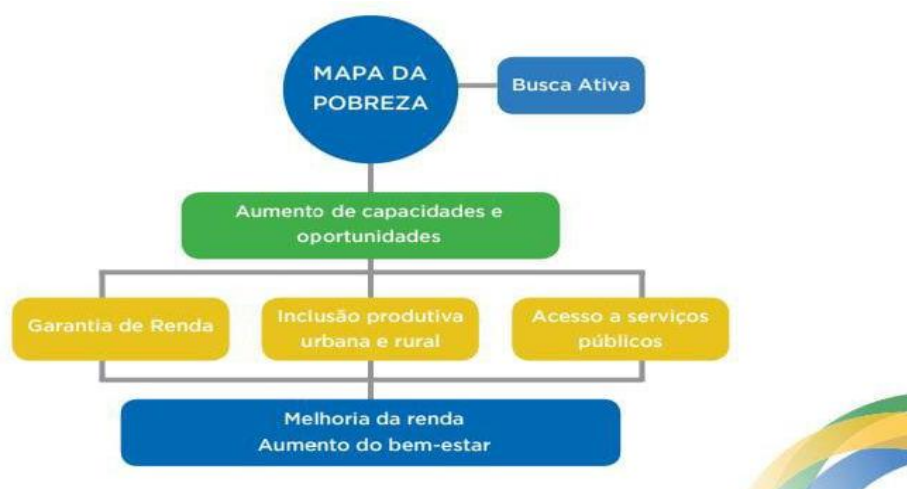 MAPA DA
POBREZA
Busca Ativa
Aumento de capacidades e
oportunidades
Garantia de Renda
Inclusão produtiva
urbana e rural
Acesso a serviços
públicos
Melhoria da renda
Aumento do bem-estar